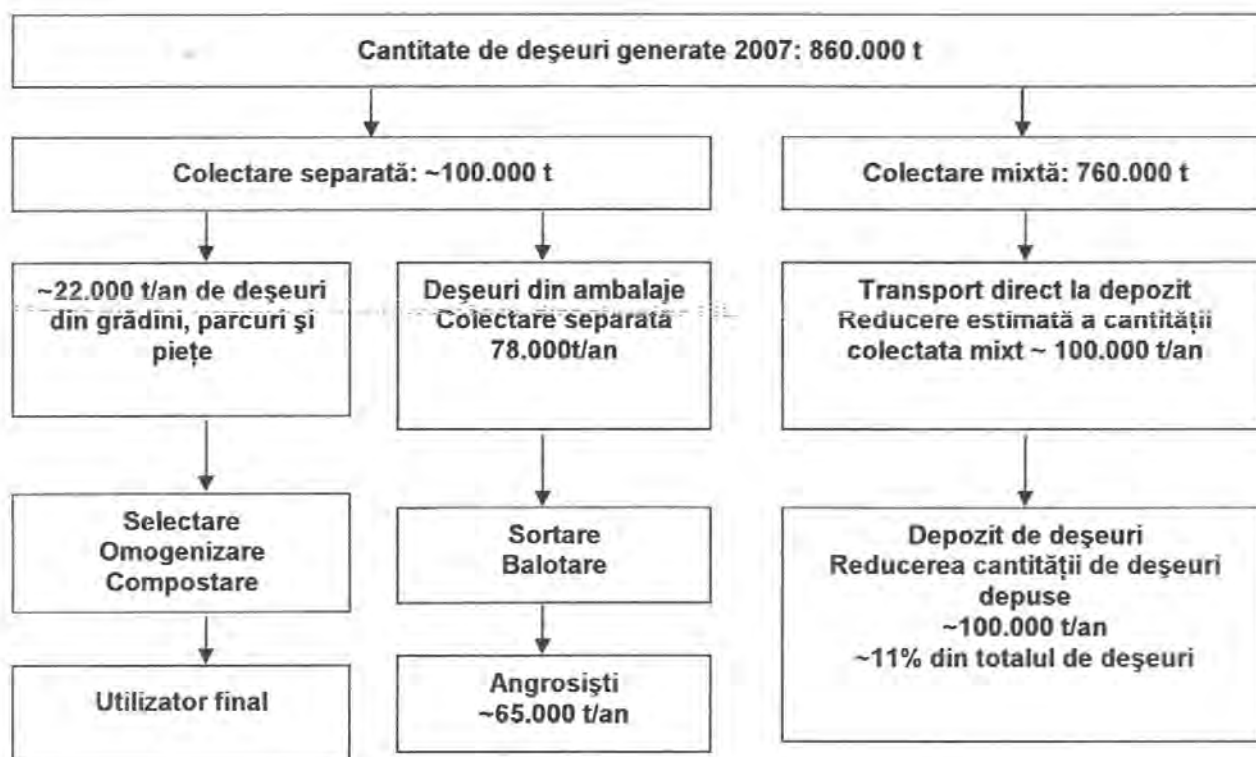 Cantitate de deşeuri generate 2007: 860.000 t
Colectare separată: ~100.000 t
Colectare mixtă: 760.000 t
~22.000 t/an de deşeuri
din grădini, parcuri şi
pieţe
Deşeuri din ambalaje
Colectare separată
78.000t/an
Transport direct la depozit
Reducere estimată a cantităţii
colectata mixt ~ 100.000 t/an
Selectare
Omogenizare
Compostare
Sortare
Balotare
Depozit de deşeuri
Reducerea cantităţii de deşeuri
depuse
~100.000 t/an
~11% din totalul de deşeuri
Utilizator final
Angrosişti
~65.000 t/an